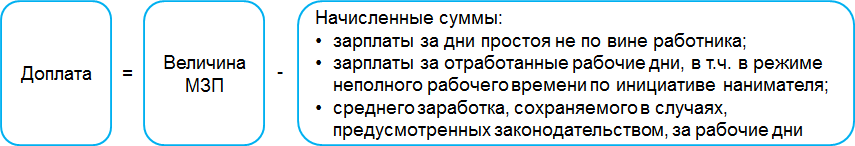 Доплата
=
Величина
МЗП
-
Начисленные суммы:
• зарплаты за дни простоя не по вине работника;
• зарплаты за отработанные рабочие дни, в т.ч. в режиме
неполного рабочего времени по инициативе нанимателя;
• среднего заработка, сохраняемого в случаях,
предусмотренных законодательством, за рабочие дни